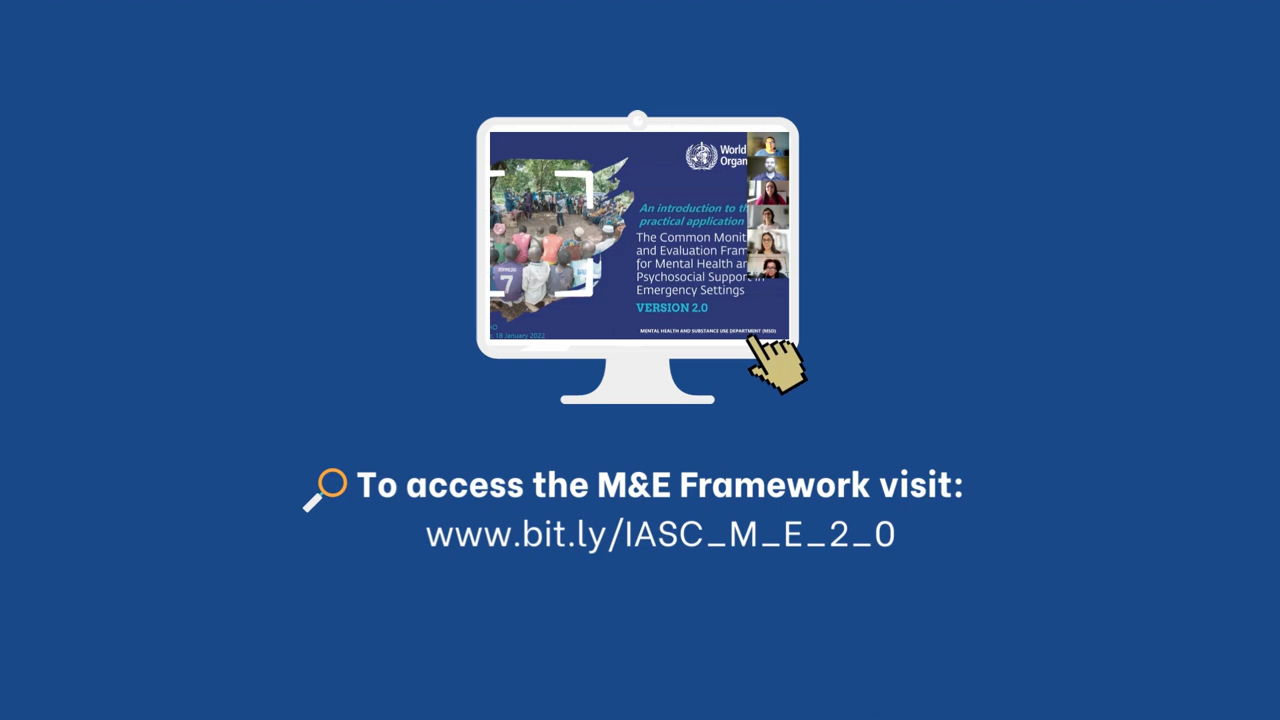 World
Organ
An introduction to th
practical application
The Common Monit
and Evaluation Fram
for Mental Health an
Psychosocial Support in
Emergency Settings
VERSION 2.0
MENTAL HEALTH AND SUBSTANCE USE DEPARTMENT (MSD)
7
18 January 2022
To access the M&E Framework visit:
www.bit.ly/IASC_M_E_2_0